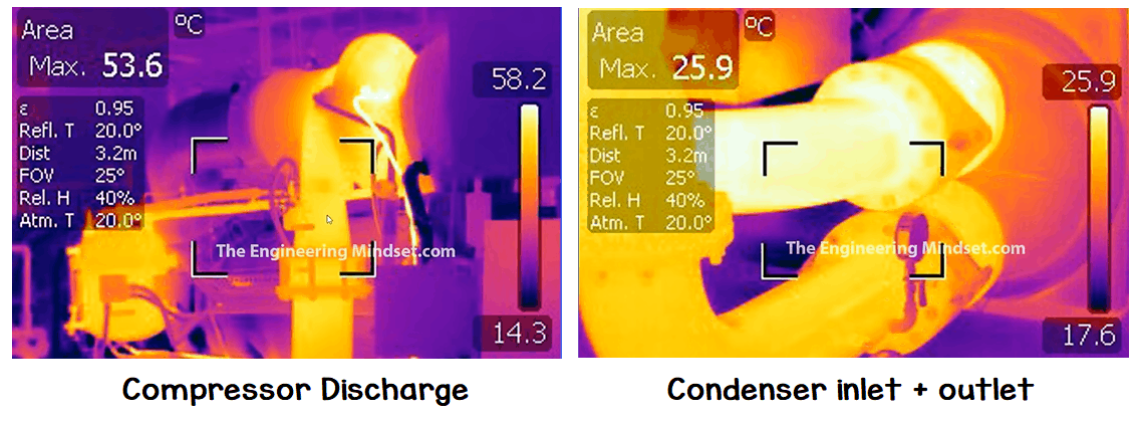 Area °C
Max. 53.6
58.2
ε 0.95
Refl. T 20.0°
Dist 3.2m
FOV 25°
Rel. H 40%
Atm. T 20.0°
The Engineering Mindset.com
14.3
Compressor Discharge
Area °C
Max. 25.9
25.9
ε 0.95
Refl. T 20.0°
Dist 3.2m
FOV 25°
Rel. H 40%
Atm. T 20.0°
The Engineering Mindset.com
17.6
Condenser inlet + outlet